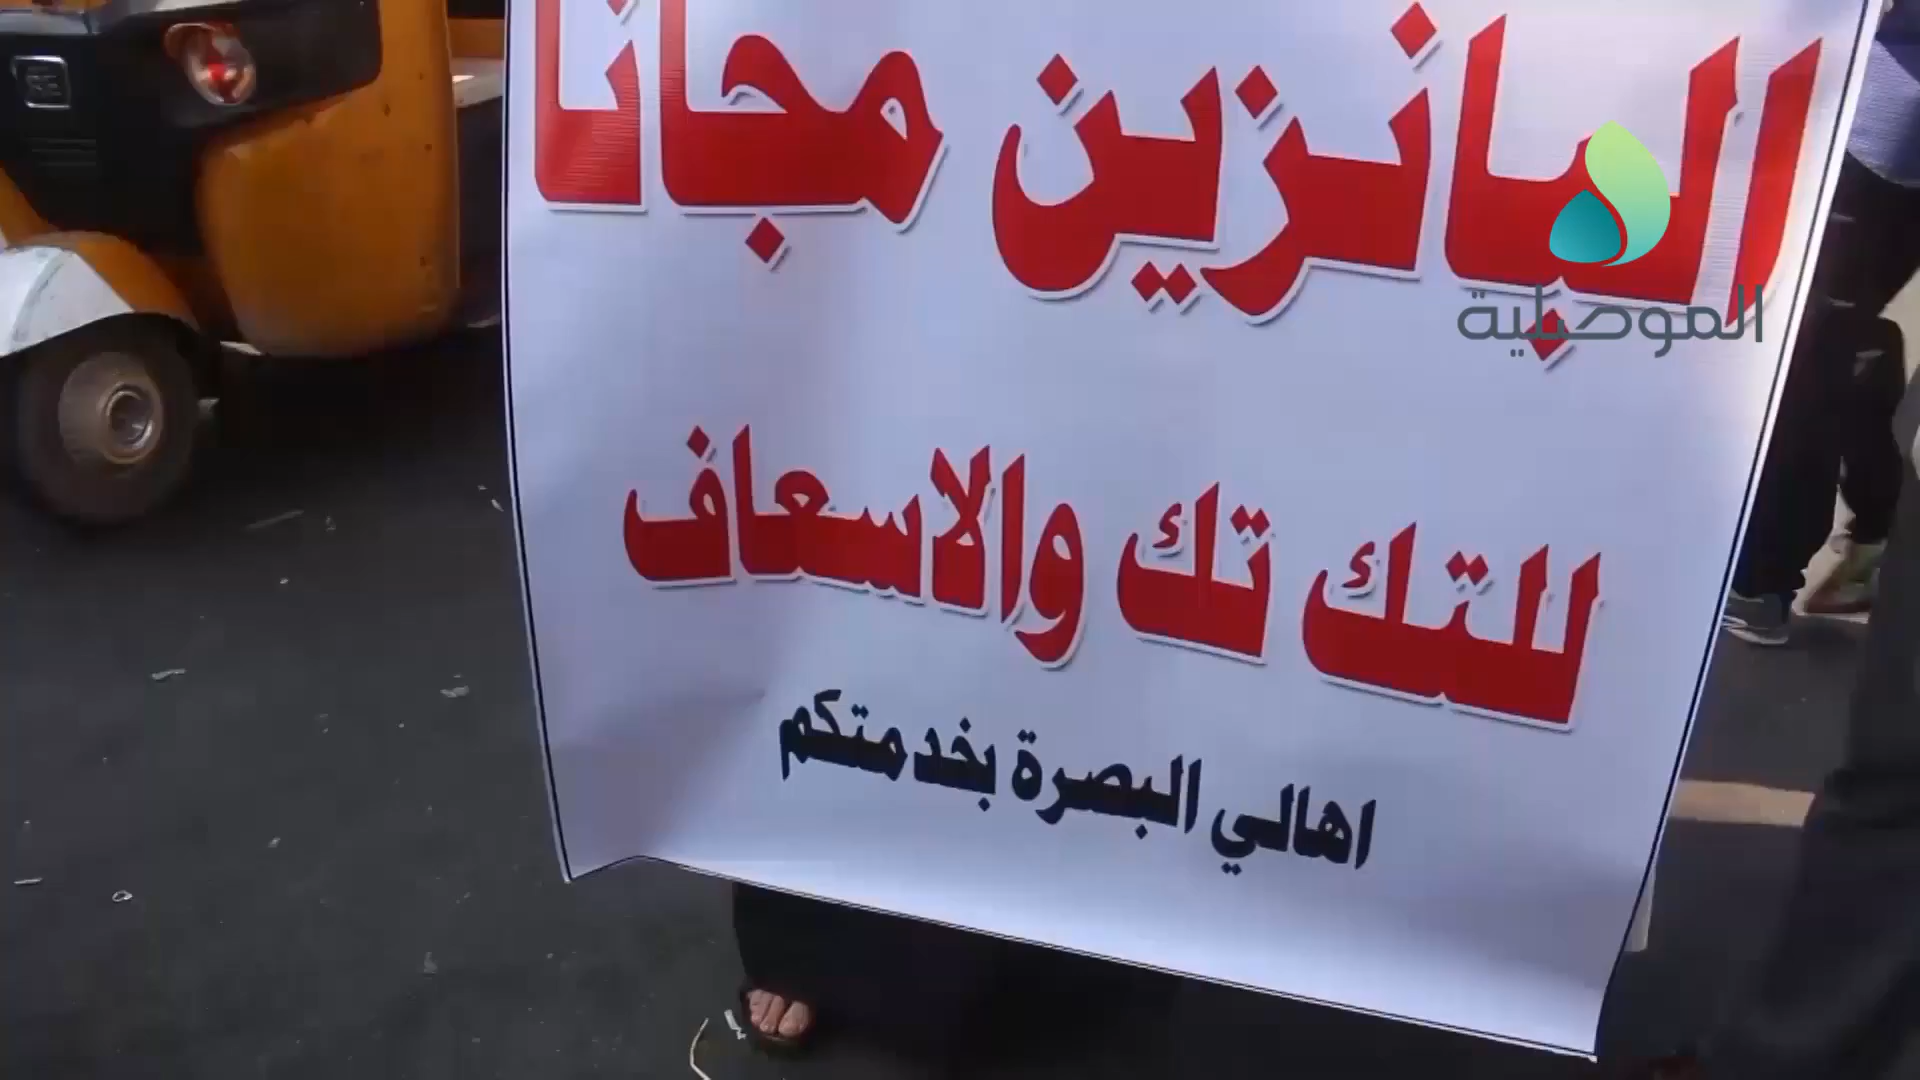 البانزين مجانا
الموصلية
للتك تك والاسعاف
اهالي البصرة بخدمتكم